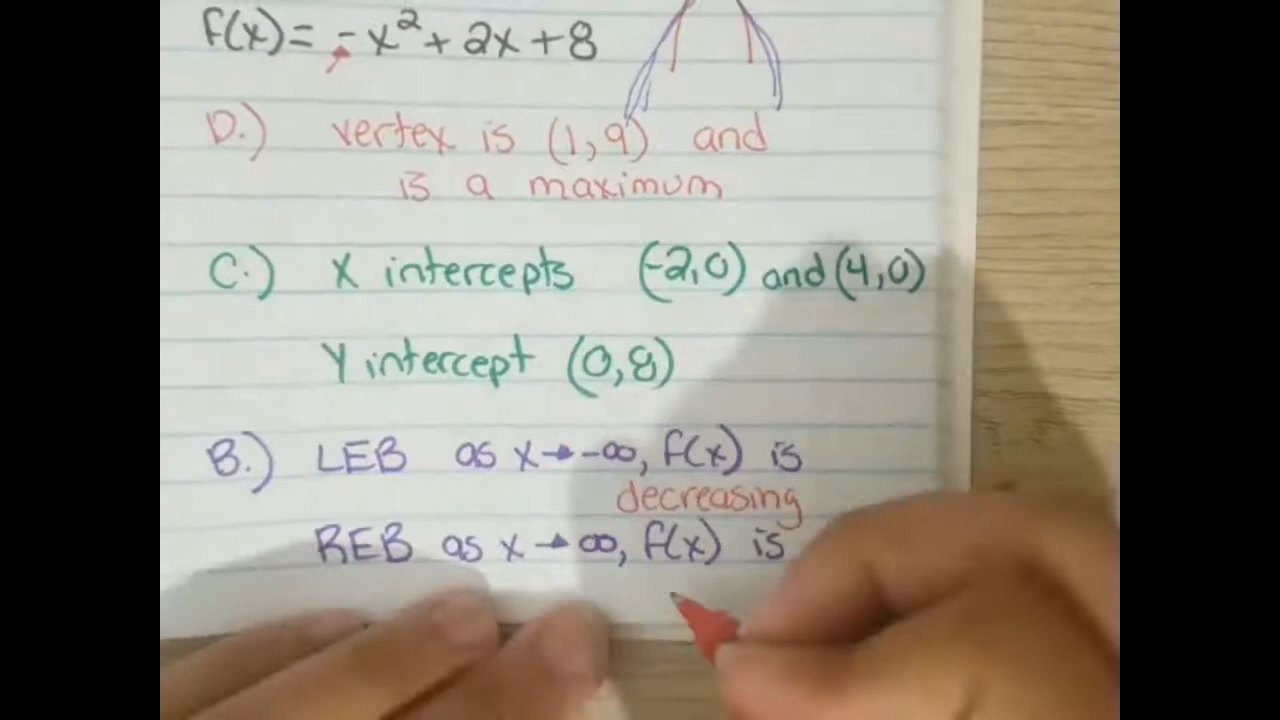 f(x) = -x² + 2x + 8
D.) vertex is (1,9) and
is a maximum
C.) X intercepts (-2,0) and (4,0)
Y intercept (0,8)
B.) LEB as x→-∞, f(x) is
decreasing
REB as x→∞, f(x) is